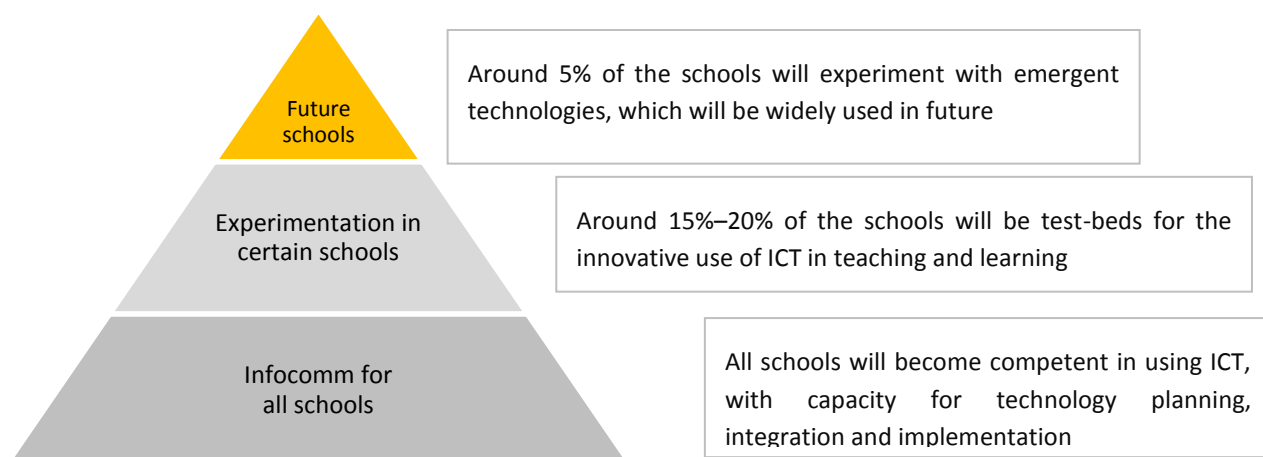 Future
schools
Around 5% of the schools will experiment with emergent
technologies, which will be widely used in future
Experimentation in
certain schools
Around 15%–20% of the schools will be test-beds for the
innovative use of ICT in teaching and learning
Infocomm for
all schools
All schools will become competent in using ICT,
with capacity for technology planning,
integration and implementation